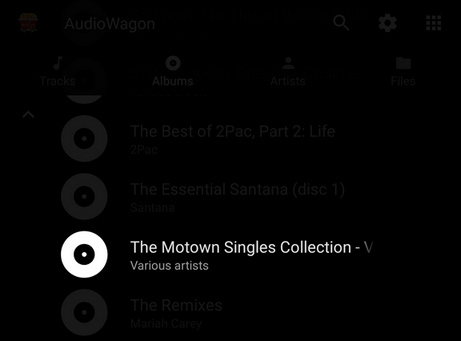 AudioWagon
Tracks
Albums
Artists
Files
The Best of 2Pac, Part 2: Life
2Pac
The Essential Santana (disc 1)
Santana
The Motown Singles Collection - V
Various artists
The Remixes
Mariah Carey